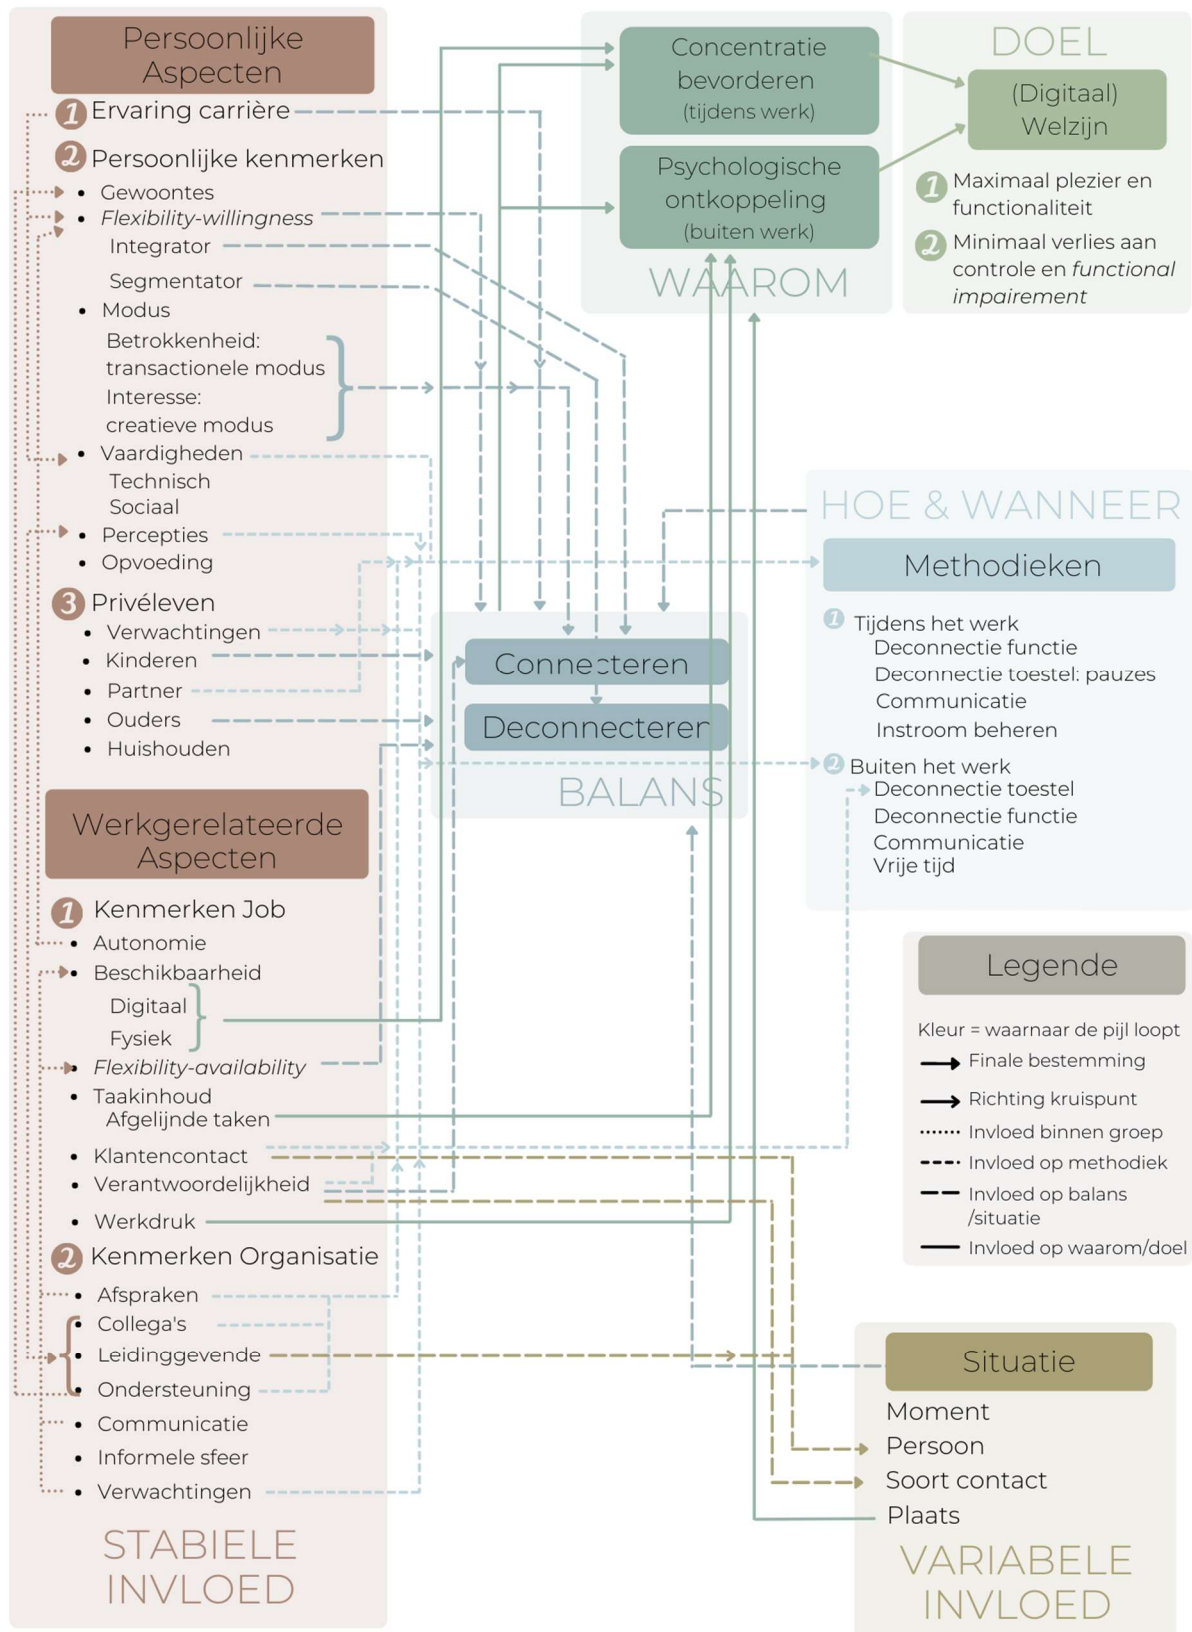 Persoonlijke
Aspecten
1 Ervaring carrière
2 Persoonlijke kenmerken
• Gewoontes
• Flexibility-willingness
Integrator
Segmentator
• Modus
Betrokkenheid:
transactionele modus
Interesse:
creatieve modus
• Vaardigheden
Technisch
Sociaal
• Percepties
• Opvoeding
3 Privéleven
• Verwachtingen
• Kinderen
• Partner
• Ouders
• Huishouden
Werkgerelateerde
Aspecten
1 Kenmerken Job
• Autonomie
• Beschikbaarheid
Digitaal
Fysiek
• Flexibility-availability
• Taakinhoud
Afgelijnde taken
• Klantencontact
• Verantwoordelijkheid
• Werkdruk
2 Kenmerken Organisatie
• Afspraken
• Collega's
• Leidinggevende
• Ondersteuning
• Communicatie
• Informele sfeer
• Verwachtingen
STABIELE
INVLOED
Concentratie
bevorderen
(tijdens werk)
Psychologische
ontkoppeling
(buiten werk)
WAAROM
DOEL
(Digitaal)
Welzijn
1 Maximaal plezier en
functionaliteit
2 Minimaal verlies aan
controle en functional
impairement
Connecteren
Deconnecteren
BALANS
HOE & WANNEER
Methodieken
1 Tijdens het werk
Deconnectie functie
Deconnectie toestel: pauzes
Communicatie
Instroom beheren
2 Buiten het werk
Deconnectie toestel
Deconnectie functie
Communicatie
Vrije tijd
Legende
Kleur = waarnaar de pijl loopt
Finale bestemming
Richting kruispunt
Invloed binnen groep
Invloed op methodiek
Invloed op balans
/situatie
Invloed op waarom/doel
Situatie
Moment
Persoon
Soort contact
Plaats
VARIABELE
INVLOED